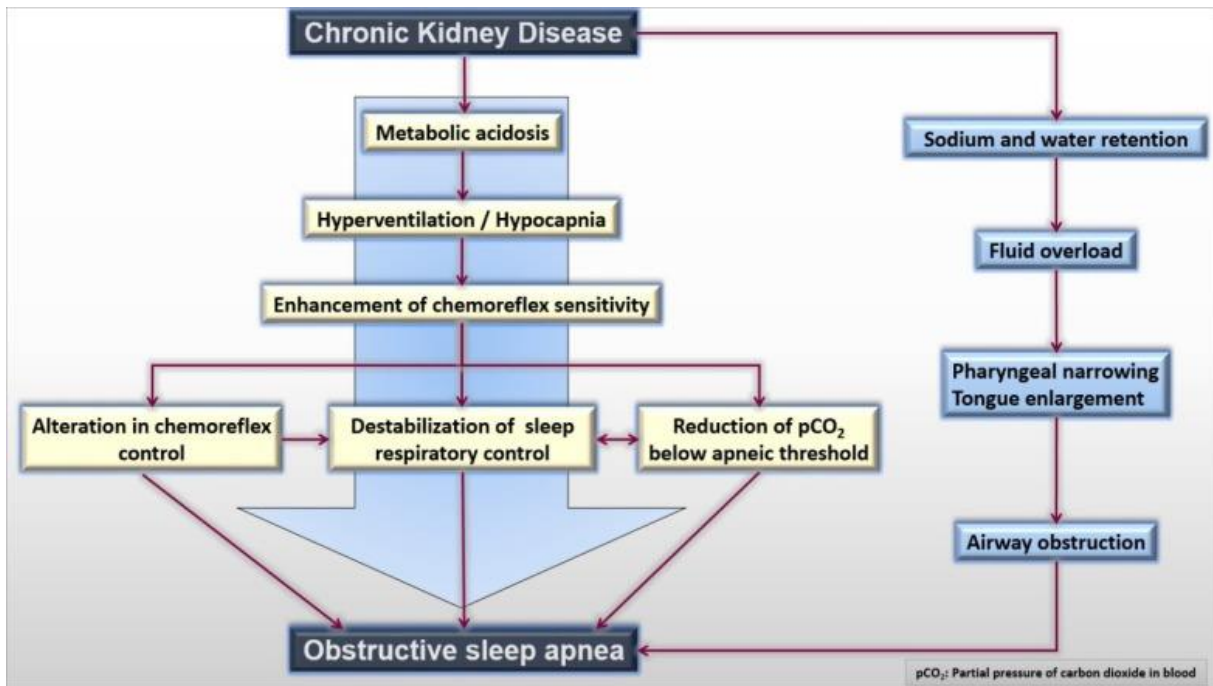 Chronic Kidney Disease
Metabolic acidosis
Hyperventilation / Hypocapnia
Enhancement of chemoreflex sensitivity
Alteration in chemoreflex
control
Destabilization of sleep
respiratory control
Reduction of pCO₂
below apneic threshold
Sodium and water retention
Fluid overload
Pharyngeal narrowing
Tongue enlargement
Airway obstruction
Obstructive sleep apnea
pCO₂: Partial pressure of carbon dioxide in blood